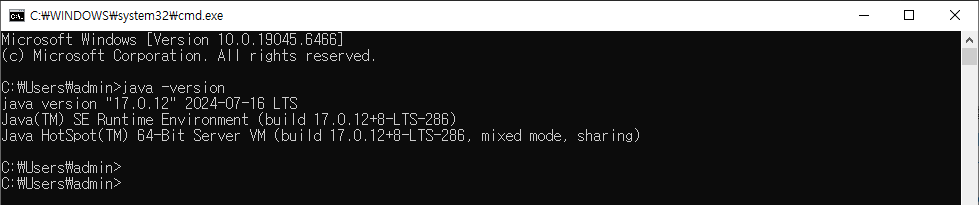 C:₩WINDOWS₩system32₩cmd.exe
Microsoft Windows [Version 10.0.19045.6466]
(c) Microsoft Corporation. All rights reserved.
C:₩Users₩admin>java -version
java version "17.0.12" 2024-07-16 LTS
Java(TM) SE Runtime Environment (build 17.0.12+8-LTS-286)
Java HotSpot(TM) 64-Bit Server VM (build 17.0.12+8-LTS-286, mixed mode, sharing)
C:₩Users₩admin>
C:₩Users₩admin>